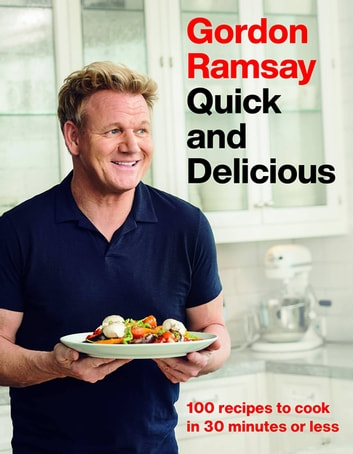 Gordon
Ramsay
Quick
and
Delicious
100 recipes to cook
in 30 minutes or less